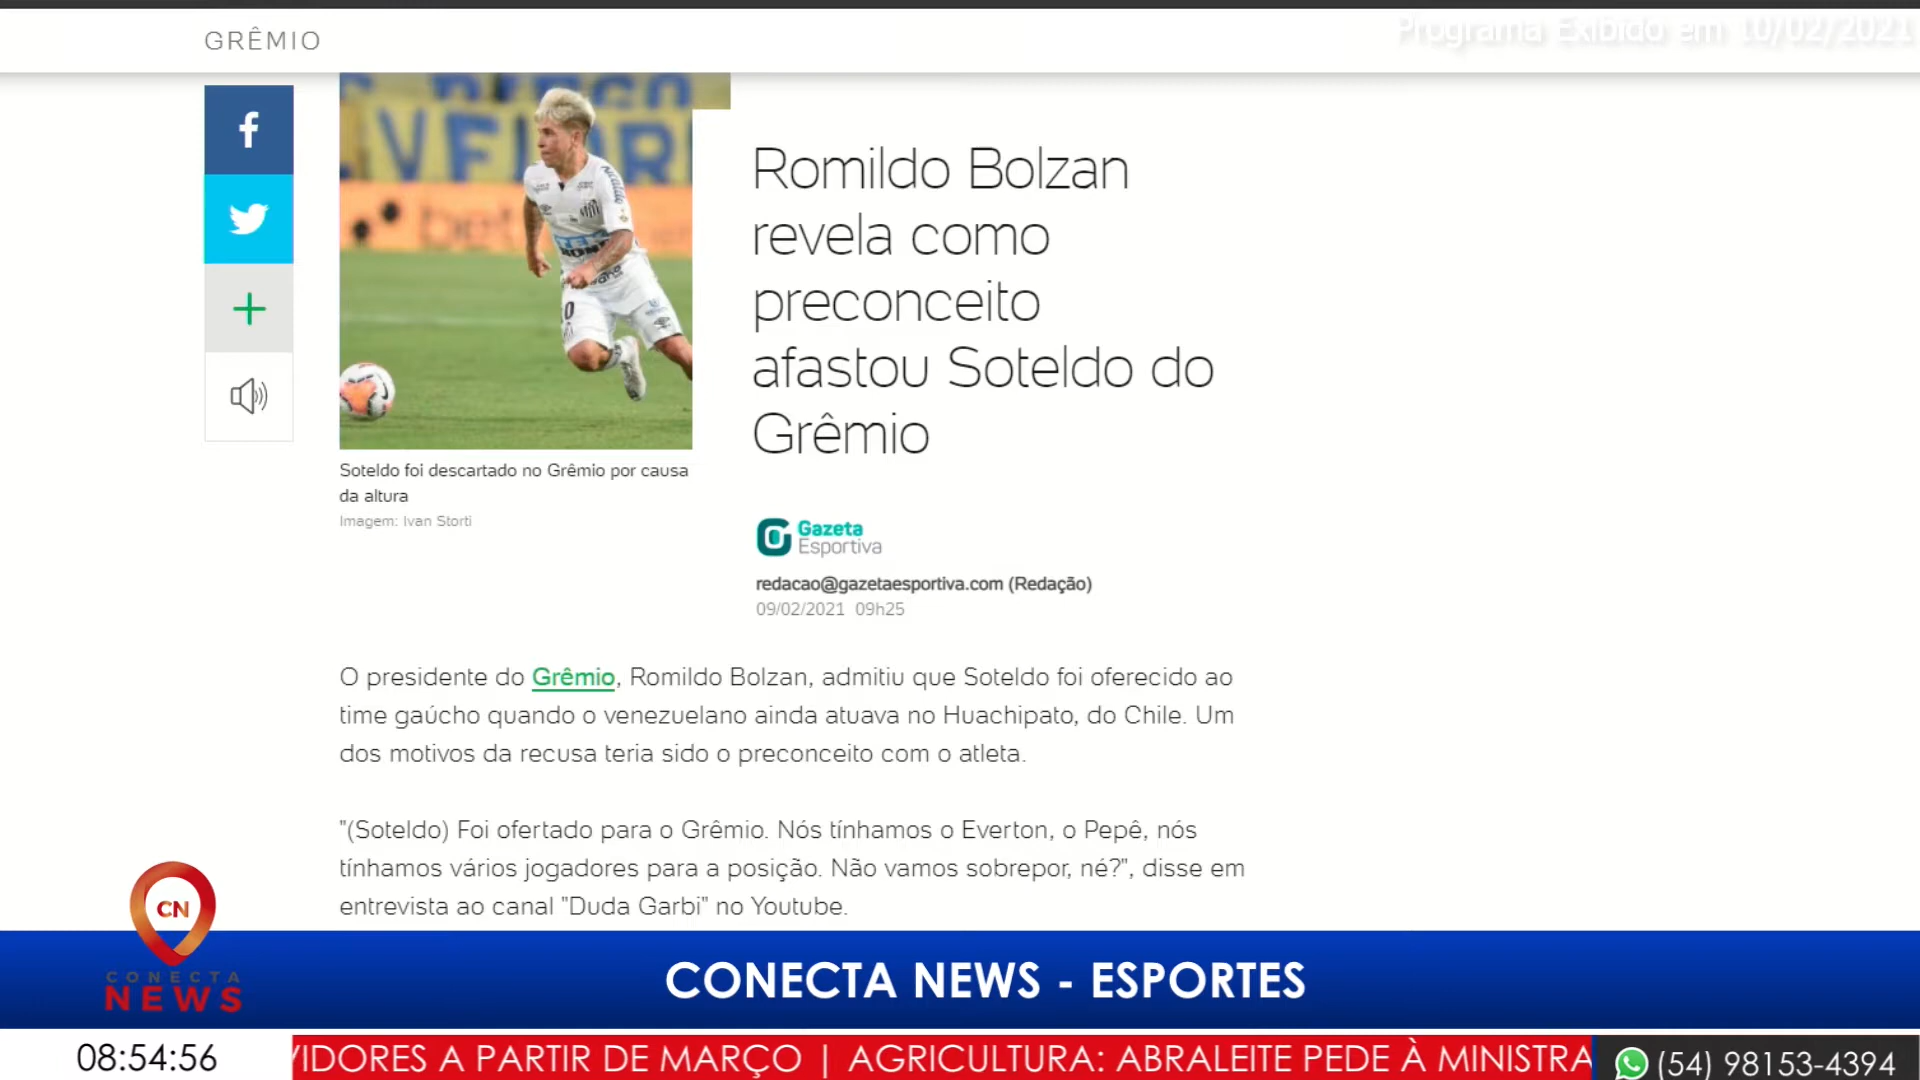 GRÊMIO
Programa Exibido em 10/02/2021
Romildo Bolzan
revela como
preconceito
afastou Soteldo do
Grêmio
Soteldo foi descartado no Grêmio por causa
da altura
Imagem: Ivan Storti
Gazeta
Esportiva
redacao@gazetaesportiva.com (Redação)
09/02/2021 09h25
O presidente do Grêmio, Romildo Bolzan, admitiu que Soteldo foi oferecido ao
time gaúcho quando o venezuelano ainda atuava no Huachipato, do Chile. Um
dos motivos da recusa teria sido o preconceito com o atleta.
"(Soteldo) Foi ofertado para o Grêmio. Nós tínhamos o Everton, o Pepê, nós
tínhamos vários jogadores para a posição. Não vamos sobrepor, né?", disse em
entrevista ao canal "Duda Garbi" no Youtube.
CN
CONECTA
NEWS
CONECTA NEWS - ESPORTES
08:54:56
VIDORES A PARTIR DE MARÇO | AGRICULTURA: ABRALEITE PEDE À MINISTRA
(54) 98153-4394